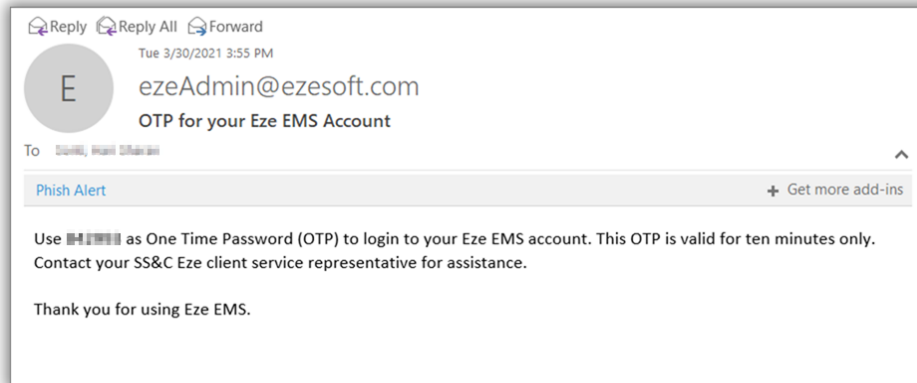 Reply Reply All Forward
Tue 3/30/2021 3:55 PM
E
ezeAdmin@ezesoft.com
OTP for your Eze EMS Account
To
Phish Alert + Get more add-ins
Use as One Time Password (OTP) to login to your Eze EMS account. This OTP is valid for ten minutes only.
Contact your SS&C Eze client service representative for assistance.
Thank you for using Eze EMS.